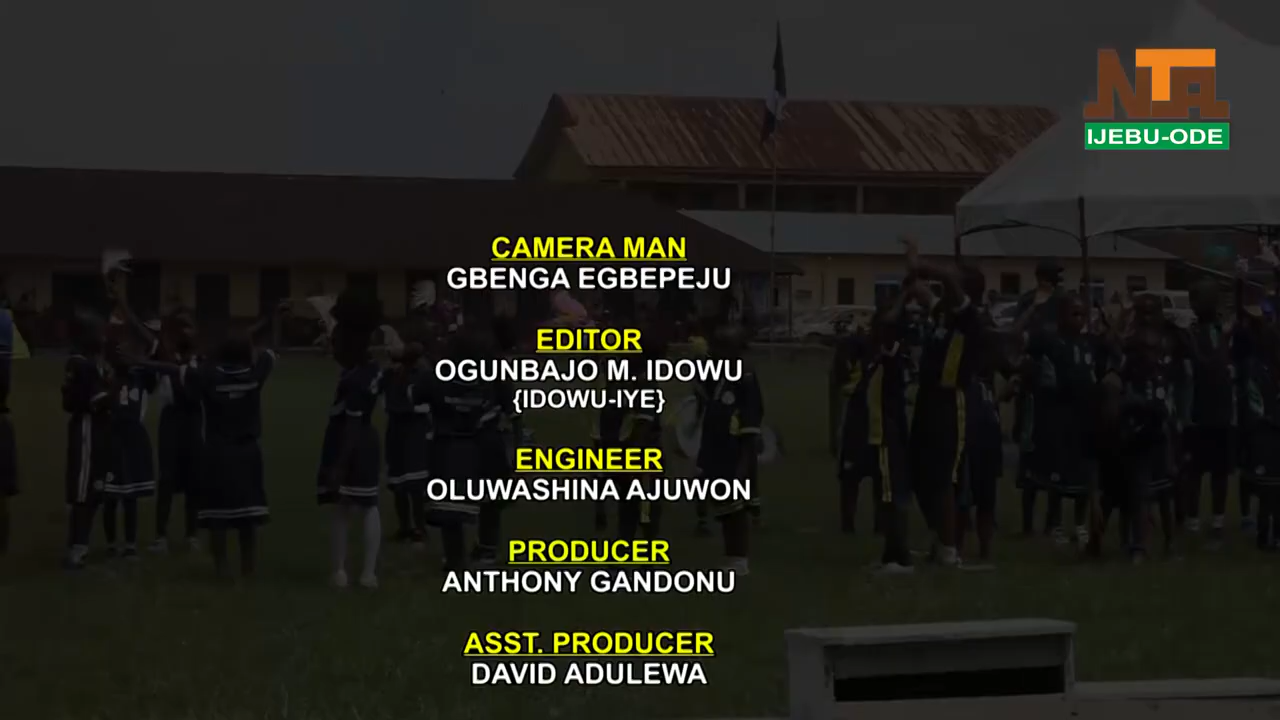 NTA
IJEBU-ODE
CAMERA MAN
GBENGA EGBEPEJU
EDITOR
OGUNBAJO M. IDOWU
{IDOWU-IYE}
ENGINEER
OLUWASHINA AJUWON
PRODUCER
ANTHONY GANDONU
ASST. PRODUCER
DAVID ADULEWA